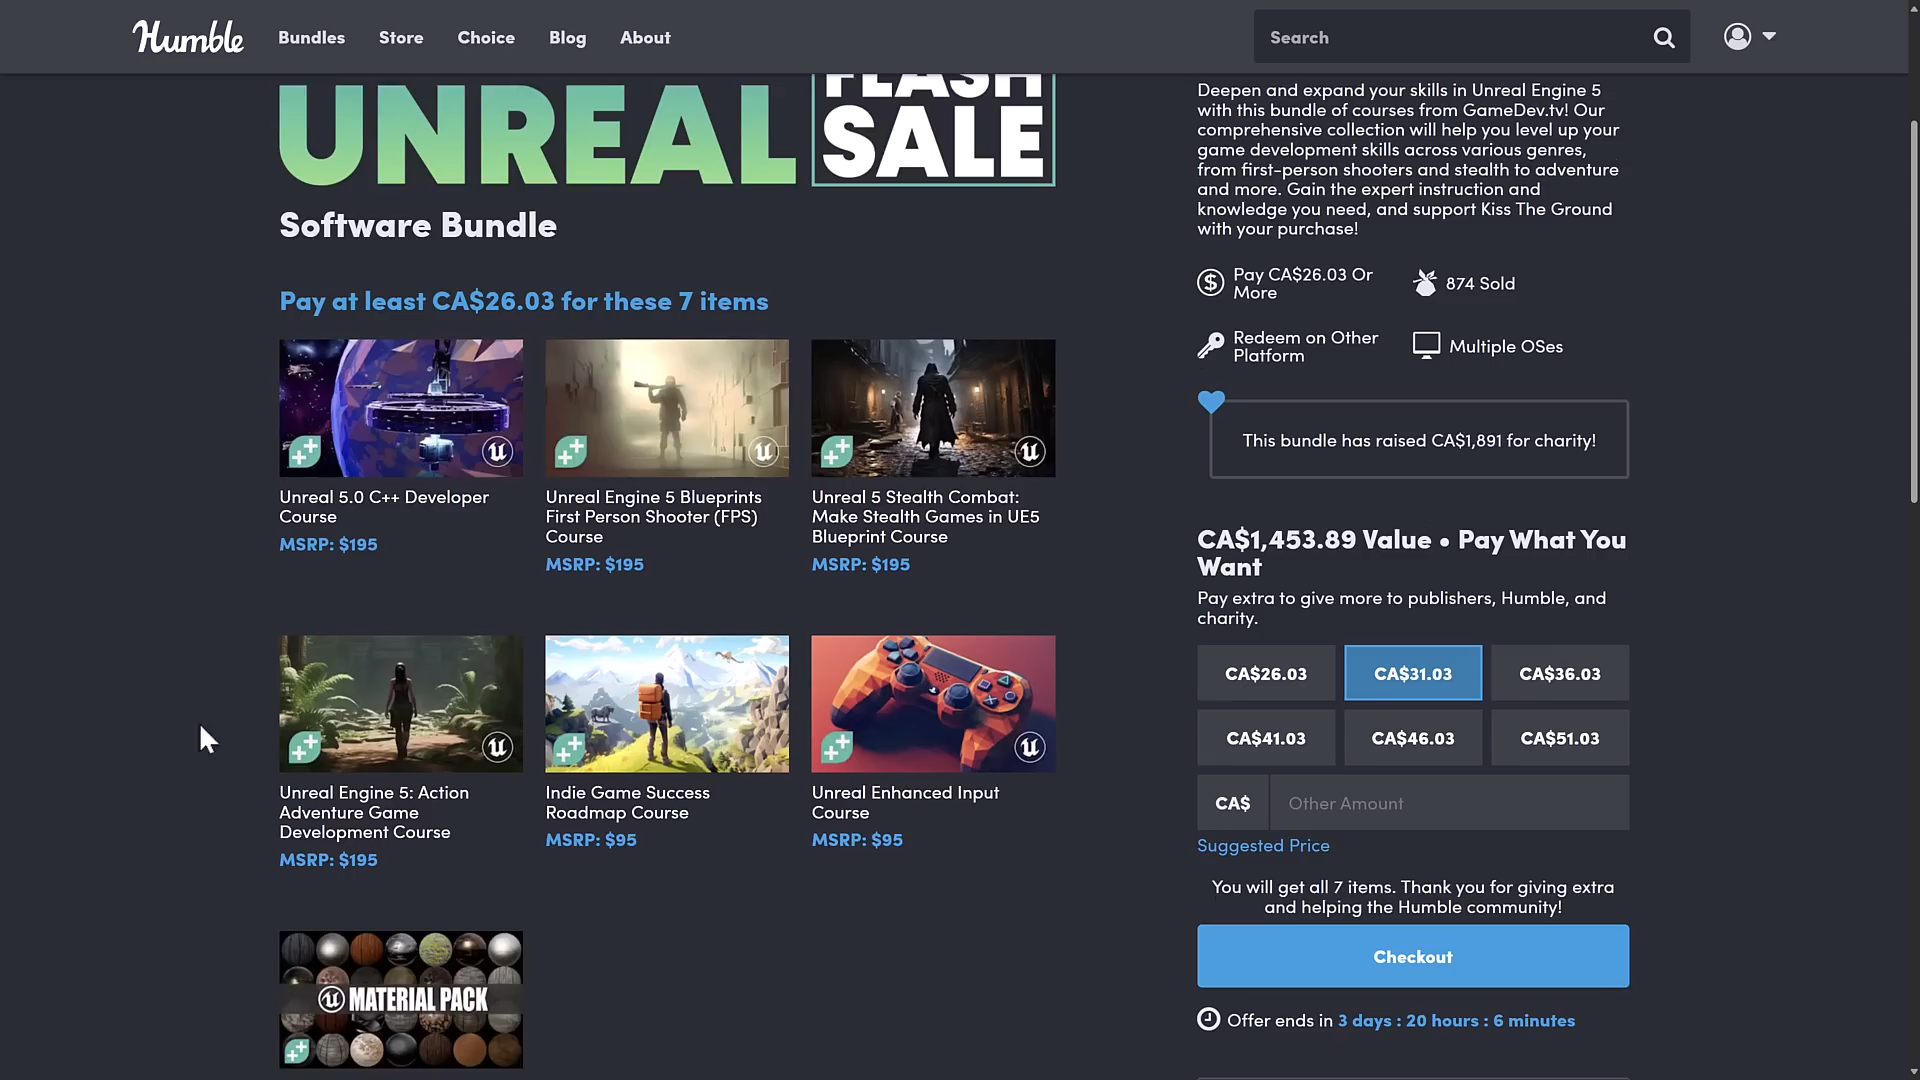 Humble
Bundles
Store
Choice
Blog
About
Search
UNREAL
FLASH
SALE
Software Bundle
Pay at least CA$26.03 for these 7 items
Unreal 5.0 C++ Developer
Course
MSRP: $195
Unreal Engine 5 Blueprints
First Person Shooter (FPS)
Course
MSRP: $195
Unreal 5 Stealth Combat:
Make Stealth Games in UE5
Blueprint Course
MSRP: $195
Unreal Engine 5: Action
Adventure Game
Development Course
MSRP: $195
Indie Game Success
Roadmap Course
MSRP: $95
Unreal Enhanced Input
Course
MSRP: $95
MATERIAL PACK
Deepen and expand your skills in Unreal Engine 5
with this bundle of courses from GameDev.tv! Our
comprehensive collection will help you level up your
game development skills across various genres,
from first-person shooters and stealth to adventure
and more. Gain the expert instruction and
knowledge you need, and support Kiss The Ground
with your purchase!
Pay CA$26.03 Or
More
874 Sold
Redeem on Other
Platform
Multiple OSes
This bundle has raised CA$1,891 for charity!
CA$1,453.89 Value • Pay What You
Want
Pay extra to give more to publishers, Humble, and
charity.
CA$26.03
CA$31.03
CA$36.03
CA$41.03
CA$46.03
CA$51.03
CA$
Other Amount
Suggested Price
You will get all 7 items. Thank you for giving extra
and helping the Humble community!
Checkout
Offer ends in 3 days : 20 hours : 6 minutes